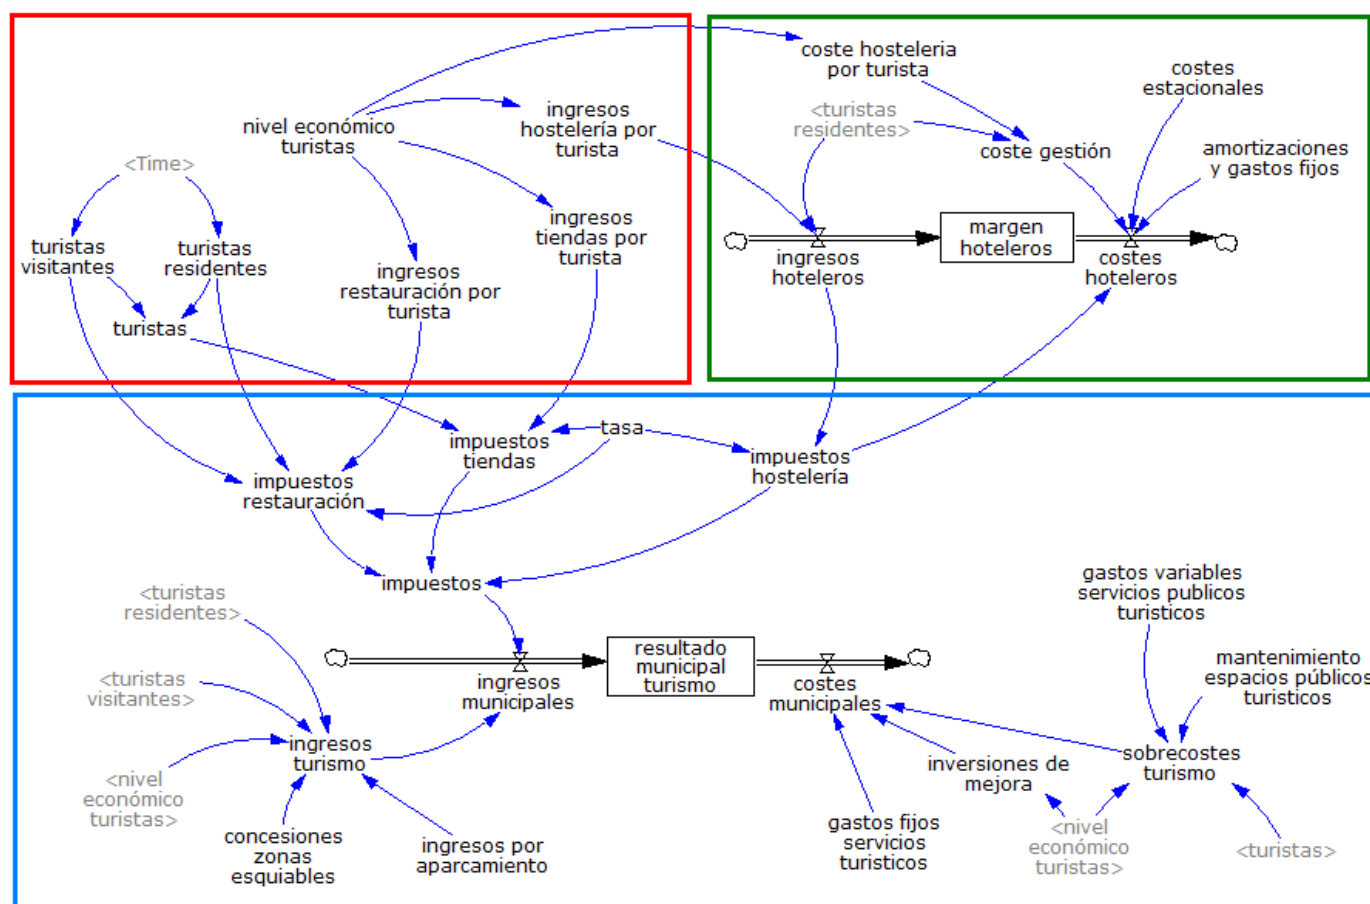 nivel económico
turistas
ingresos
hostelería por
turista
<Time>
turistas
visitantes
turistas
residentes
ingresos
tiendas por
turista
ingresos
restauración por
turista
turistas
coste hosteleria
por turista
costes
estacionales
<turistas
residentes>
coste gestión
amortizaciones
y gastos fijos
margen
hoteleros
ingresos
hoteleros
costes
hoteleros
impuestos
tiendas
tasa
impuestos
hostelería
impuestos
restauración
impuestos
<turistas
residentes>
gastos variables
servicios publicos
turisticos
resultado
municipal
turismo
ingresos
municipales
costes
municipales
mantenimiento
espacios públicos
turisticos
<turistas
visitantes>
ingresos
turismo
<nivel
económico
turistas>
concesiones
zonas
esquiables
ingresos por
aparcamiento
inversiones de
mejora
sobrecostes
turismo
gastos fijos
servicios
turisticos
<nivel
económico
turistas>
<turistas>